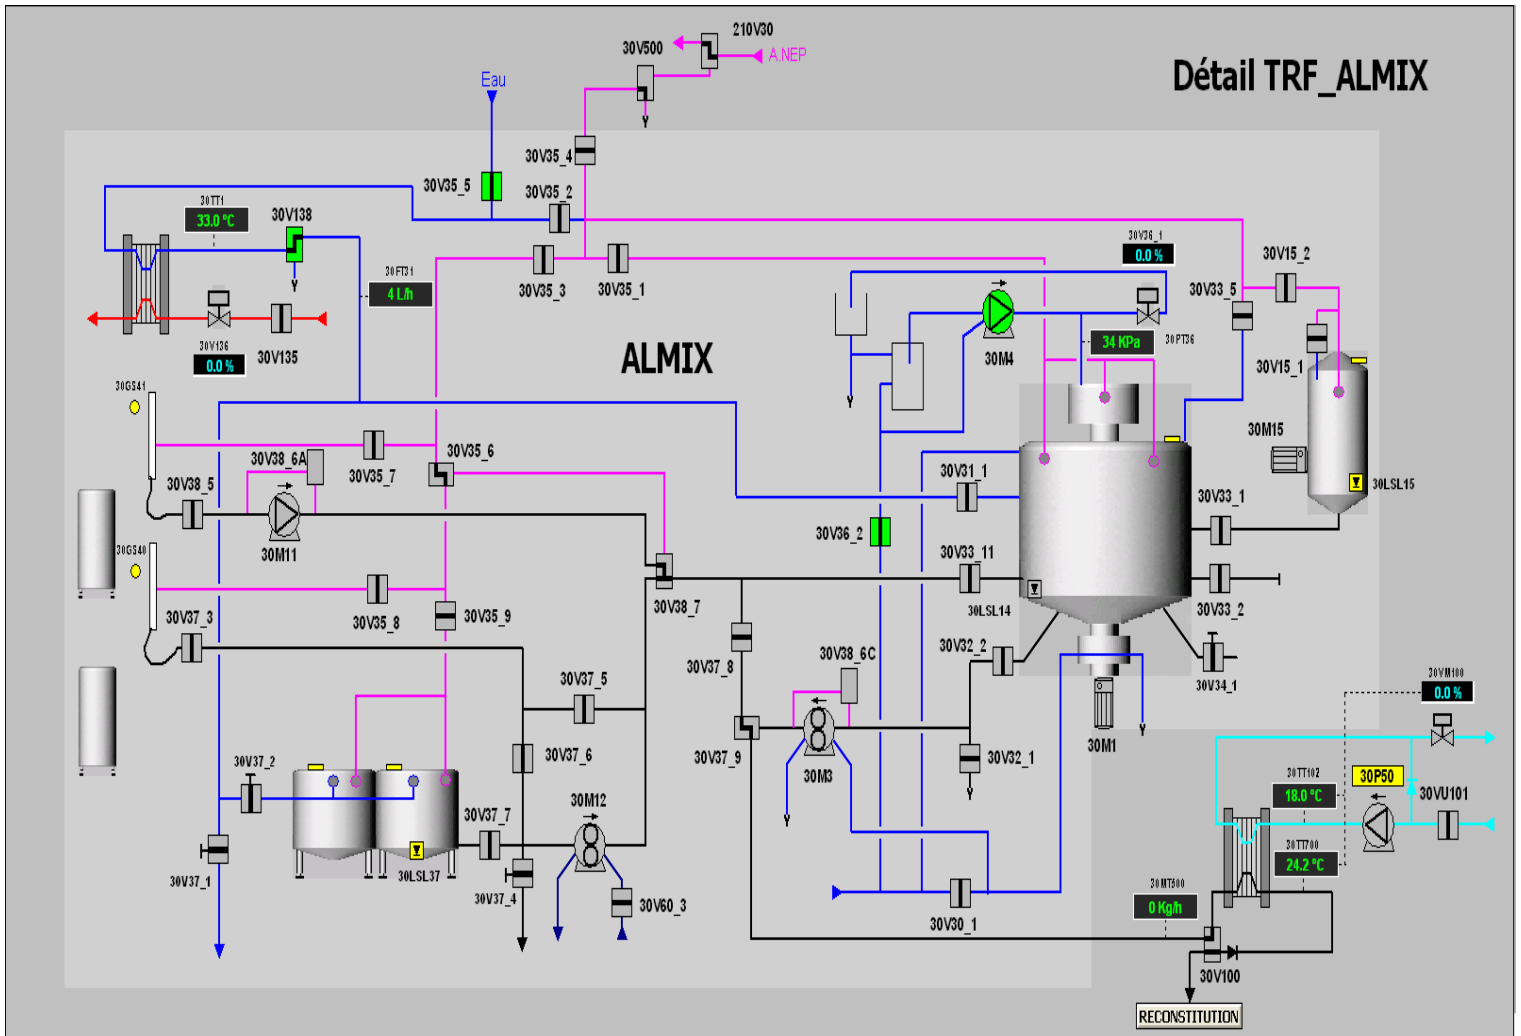 210V30
30V500
A.NEP
Détail TRF_ALMIX
Eau
30V35_4
30V35_5
30V35_2
30TT1
33.0 °C
30V138
30V36_1
0.0 %
30V15_2
30FT31
4 L/h
30V35_3
30V35_1
30V33_5
30V136
0.0 %
30V135
ALMIX
30M4
34 KPa
30PT36
30V15_1
30GS41
30M15
30V38_6A
30V35_6
30V35_7
30V38_5
30V31_1
30LSL15
30V33_1
30M11
30V36_2
30V33_11
30GS40
30V37_3
30V35_8
30V35_9
30V38_7
30LSL14
30V33_2
30V37_8
30V38_6C
30V32_2
30V34_1
30V37_5
30VM100
0.0 %
30V37_6
30V37_9
30M3
30V32_1
30M1
30V37_2
30P50
30TT102
18.0 °C
30VU101
30V37_7
30M12
30TT700
24.2 °C
30V37_1
30LSL37
30V37_4
30V60_3
30V30_1
30MT500
0 Kg/h
30V100
RECONSTITUTION